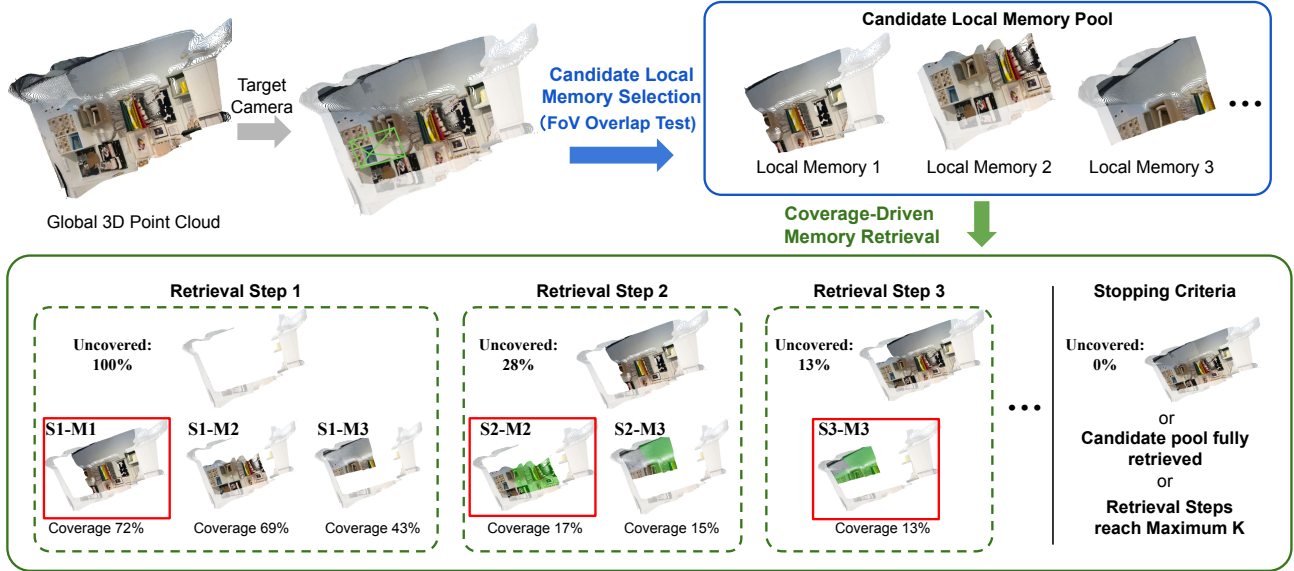 Target
Camera
Global 3D Point Cloud
Candidate Local
Memory Selection
(FoV Overlap Test)
Candidate Local Memory Pool
Local Memory 1
Local Memory 2
Local Memory 3
...
Coverage-Driven
Memory Retrieval
Retrieval Step 1
Uncovered:
100%
S1-M1
S1-M2
S1-M3
Coverage 72%
Coverage 69%
Coverage 43%
Retrieval Step 2
Uncovered:
28%
S2-M2
S2-M3
Coverage 17%
Coverage 15%
Retrieval Step 3
Uncovered:
13%
S3-M3
Coverage 13%
...
Stopping Criteria
Uncovered:
0%
or
Candidate pool fully
retrieved
or
Retrieval Steps
reach Maximum K